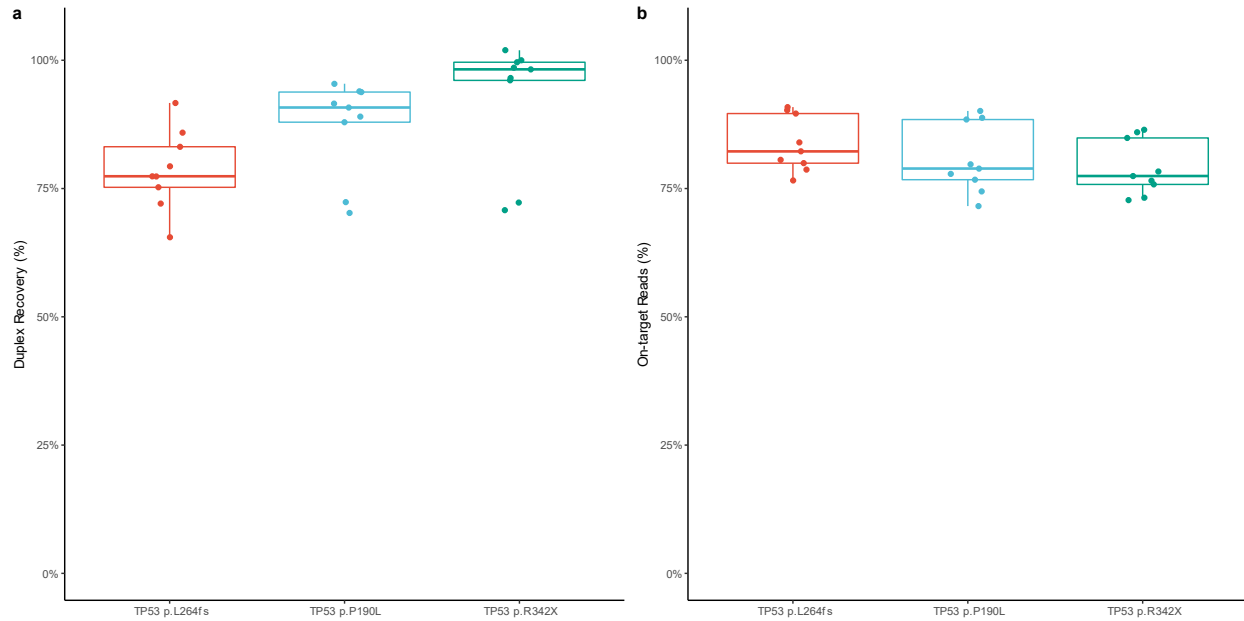 a
Duplex Recovery (%)
100%
75%
50%
25%
0%
TP53 p.L264fs
TP53 p.P190L
TP53 p.R342X
b
On-target Reads (%)
100%
75%
50%
25%
0%
TP53 p.L264fs
TP53 p.P190L
TP53 p.R342X